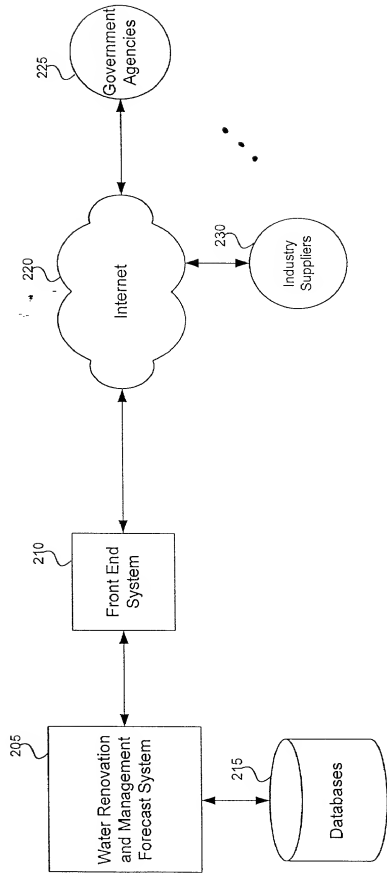 205
Water Renovation
and Management
Forecast System
215
Databases
210
Front End
System
220
Internet
225
Government
Agencies
230
Industry
Suppliers